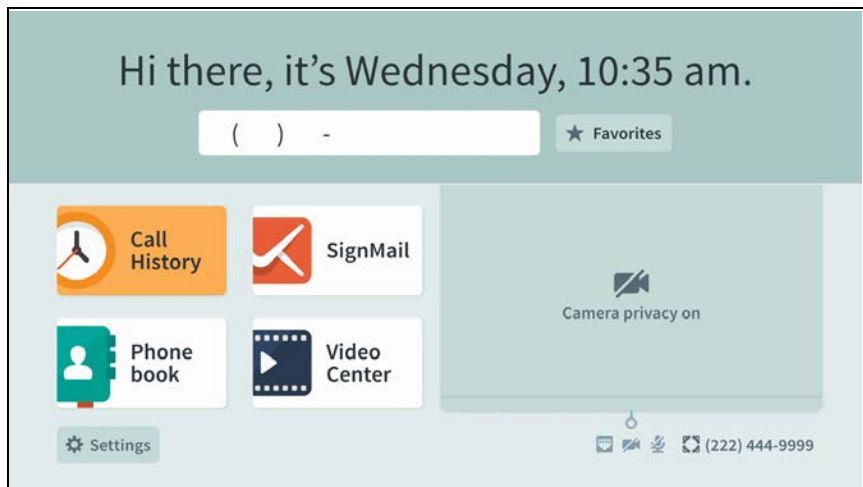 Hi there, it’s Wednesday, 10:35 am.
( ) -
Favorites
Call
History
SignMail
Phone
book
Video
Center
Camera privacy on
Settings
(222) 444-9999